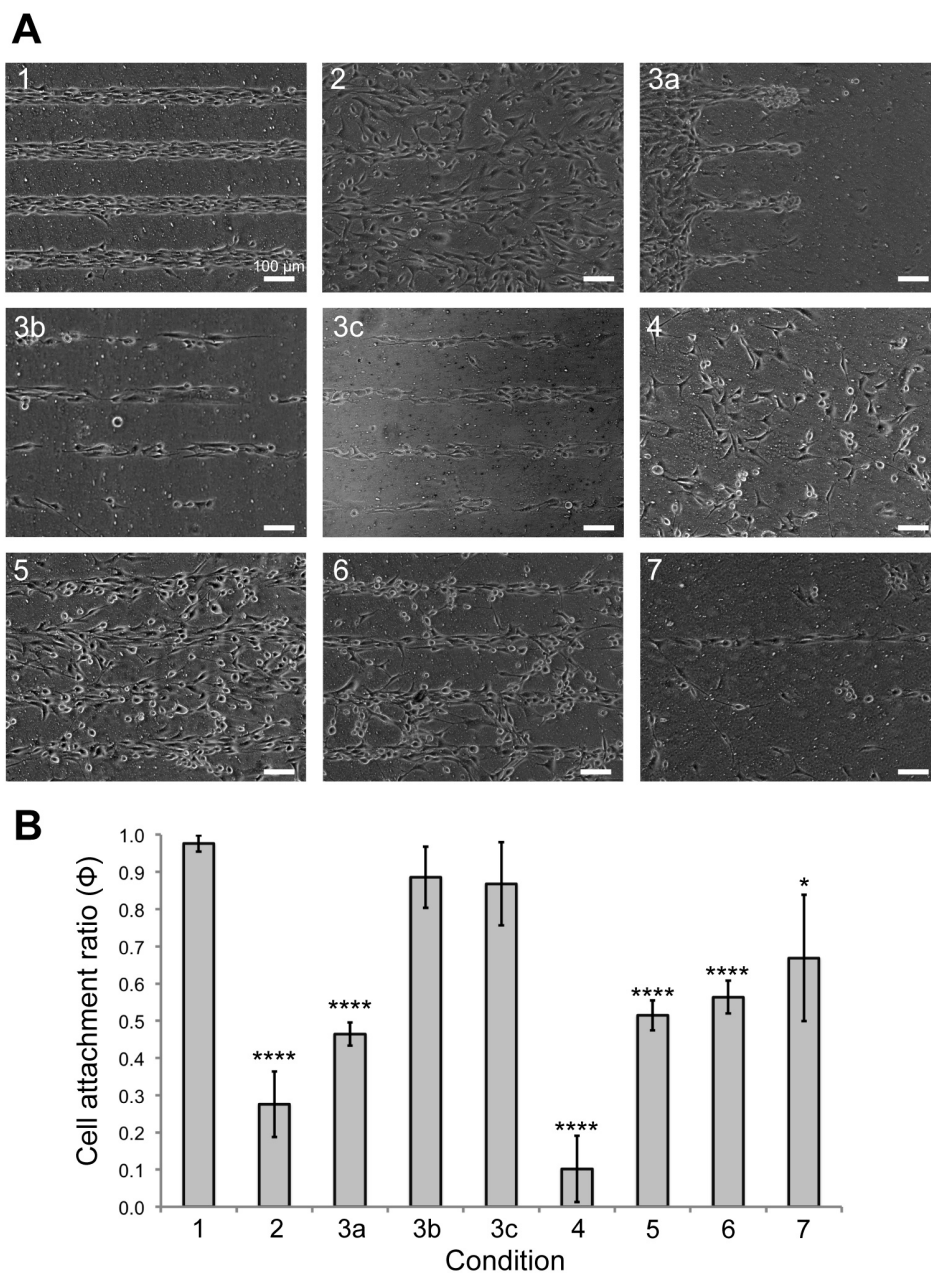 A
1
2
3a
100 µm
3b
3c
4
5
6
7
B
Cell attachment ratio (Φ)
1.0
0.9
0.8
0.7
0.6
0.5
0.4
0.3
0.2
0.1
0.0
****
****
****
****
****
*
1 2 3a 3b 3c 4 5 6 7
Condition